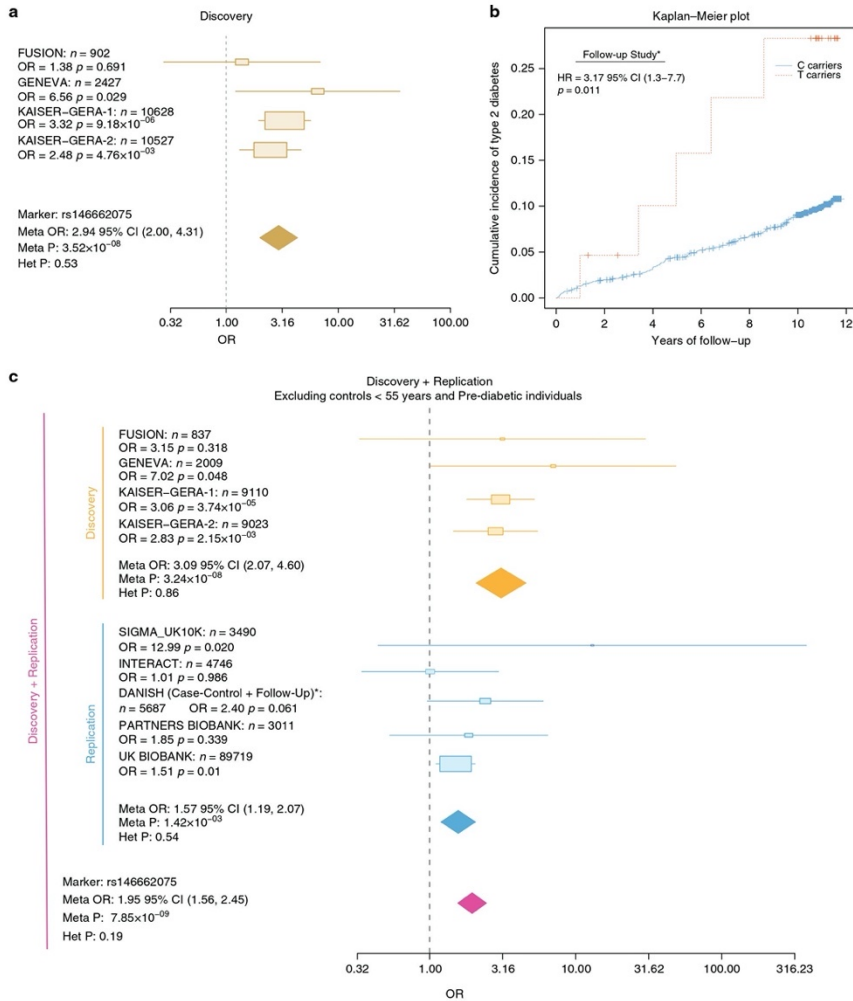 a
Discovery
FUSION: n = 902
OR = 1.38 p = 0.691
GENEVA: n = 2427
OR = 6.56 p = 0.029
KAISER–GERA-1: n = 10628
OR = 3.32 p = 9.18×10⁻⁰⁶
KAISER–GERA-2: n = 10527
OR = 2.48 p = 4.76×10⁻⁰³
Marker: rs146662075
Meta OR: 2.94 95% CI (2.00, 4.31)
Meta P: 3.52×10⁻⁰⁸
Het P: 0.53
0.32 1.00 3.16 10.00 31.62 100.00
OR
b
Kaplan–Meier plot
Follow-up Study*
HR = 3.17 95% CI (1.3–7.7)
p = 0.011
C carriers
T carriers
Cumulative incidence of type 2 diabetes
0.25
0.20
0.15
0.10
0.05
0.00
0 2 4 6 8 10 12
Years of follow–up
c
Discovery + Replication
Excluding controls < 55 years and Pre-diabetic individuals
Discovery + Replication
Discovery
FUSION: n = 837
OR = 3.15 p = 0.318
GENEVA: n = 2009
OR = 7.02 p = 0.048
KAISER–GERA-1: n = 9110
OR = 3.06 p = 3.74×10⁻⁰⁵
KAISER–GERA-2: n = 9023
OR = 2.83 p = 2.15×10⁻⁰³
Meta OR: 3.09 95% CI (2.07, 4.60)
Meta P: 3.24×10⁻⁰⁸
Het P: 0.86
Replication
SIGMA_UK10K: n = 3490
OR = 12.99 p = 0.020
INTERACT: n = 4746
OR = 1.01 p = 0.986
DANISH (Case-Control + Follow-Up)*:
n = 5687 OR = 2.40 p = 0.061
PARTNERS BIOBANK: n = 3011
OR = 1.85 p = 0.339
UK BIOBANK: n = 89719
OR = 1.51 p = 0.01
Meta OR: 1.57 95% CI (1.19, 2.07)
Meta P: 1.42×10⁻⁰³
Het P: 0.54
Marker: rs146662075
Meta OR: 1.95 95% CI (1.56, 2.45)
Meta P: 7.85×10⁻⁰⁹
Het P: 0.19
0.32 1.00 3.16 10.00 31.62 100.00 316.23
OR